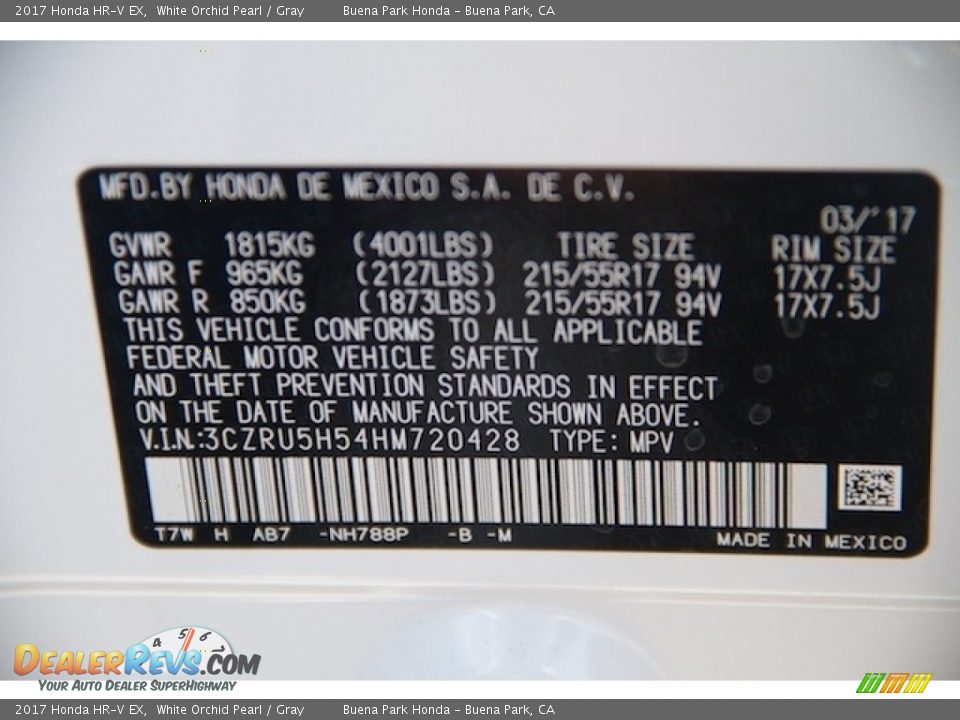 2017 Honda HR-V EX,  White Orchid Pearl / Gray  Buena Park Honda - Buena Park, CA
MFD.BY HONDA DE MEXICO S.A. DE C.V.
03/'17
GVWR 1815KG (4001LBS) TIRE SIZE RIM SIZE
GAWR F 965KG (2127LBS) 215/55R17 94V 17X7.5J
GAWR R 850KG (1873LBS) 215/55R17 94V 17X7.5J
THIS VEHICLE CONFORMS TO ALL APPLICABLE
FEDERAL MOTOR VEHICLE SAFETY
AND THEFT PREVENTION STANDARDS IN EFFECT
ON THE DATE OF MANUFACTURE SHOWN ABOVE.
V.I.N.:3CZRU5H54HM720428 TYPE: MPV
T7W H AB7 -NH788P -B -M MADE IN MEXICO
4 5 6 7
DEALERREVS.COM
YOUR AUTO DEALER SUPERHIGHWAY
2017 Honda HR-V EX,  White Orchid Pearl / Gray  Buena Park Honda - Buena Park, CA